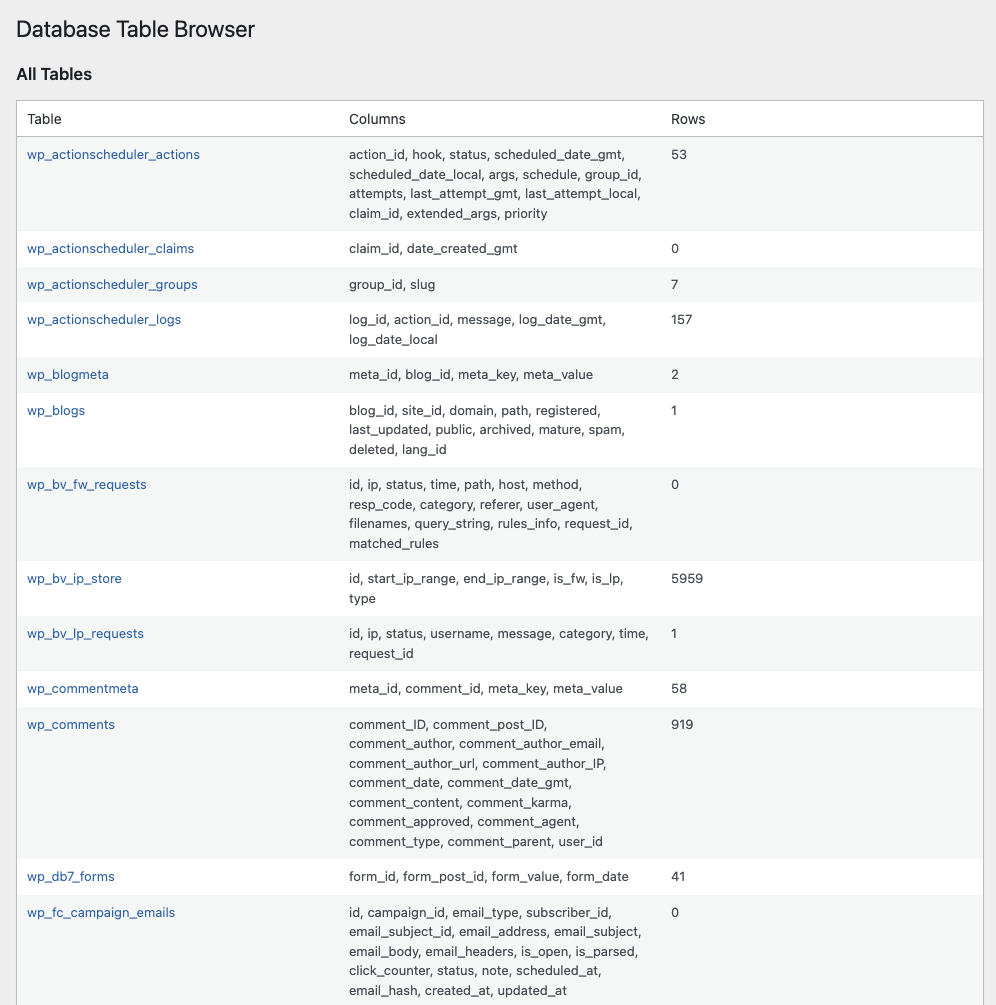 Database Table Browser
All Tables
Table Columns Rows
wp_actionscheduler_actions action_id, hook, status, scheduled_date_gmt, 53
scheduled_date_local, args, schedule, group_id,
attempts, last_attempt_gmt, last_attempt_local,
claim_id, extended_args, priority
wp_actionscheduler_claims claim_id, date_created_gmt 0
wp_actionscheduler_groups group_id, slug 7
wp_actionscheduler_logs log_id, action_id, message, log_date_gmt, 157
log_date_local
wp_blogmeta meta_id, blog_id, meta_key, meta_value 2
wp_blogs blog_id, site_id, domain, path, registered, 1
last_updated, public, archived, mature, spam,
deleted, lang_id
wp_bv_fw_requests id, ip, status, time, path, host, method, 0
resp_code, category, referer, user_agent,
filenames, query_string, rules_info, request_id,
matched_rules
wp_bv_ip_store id, start_ip_range, end_ip_range, is_fw, is_lp, 5959
type
wp_bv_lp_requests id, ip, status, username, message, category, time, 1
request_id
wp_commentmeta meta_id, comment_id, meta_key, meta_value 58
wp_comments comment_ID, comment_post_ID, 919
comment_author, comment_author_email,
comment_author_url, comment_author_IP,
comment_date, comment_date_gmt,
comment_content, comment_karma,
comment_approved, comment_agent,
comment_type, comment_parent, user_id
wp_db7_forms form_id, form_post_id, form_value, form_date 41
wp_fc_campaign_emails id, campaign_id, email_type, subscriber_id, 0
email_subject_id, email_address, email_subject,
email_body, email_headers, is_open, is_parsed,
click_counter, status, note, scheduled_at,
email_hash, created_at, updated_at